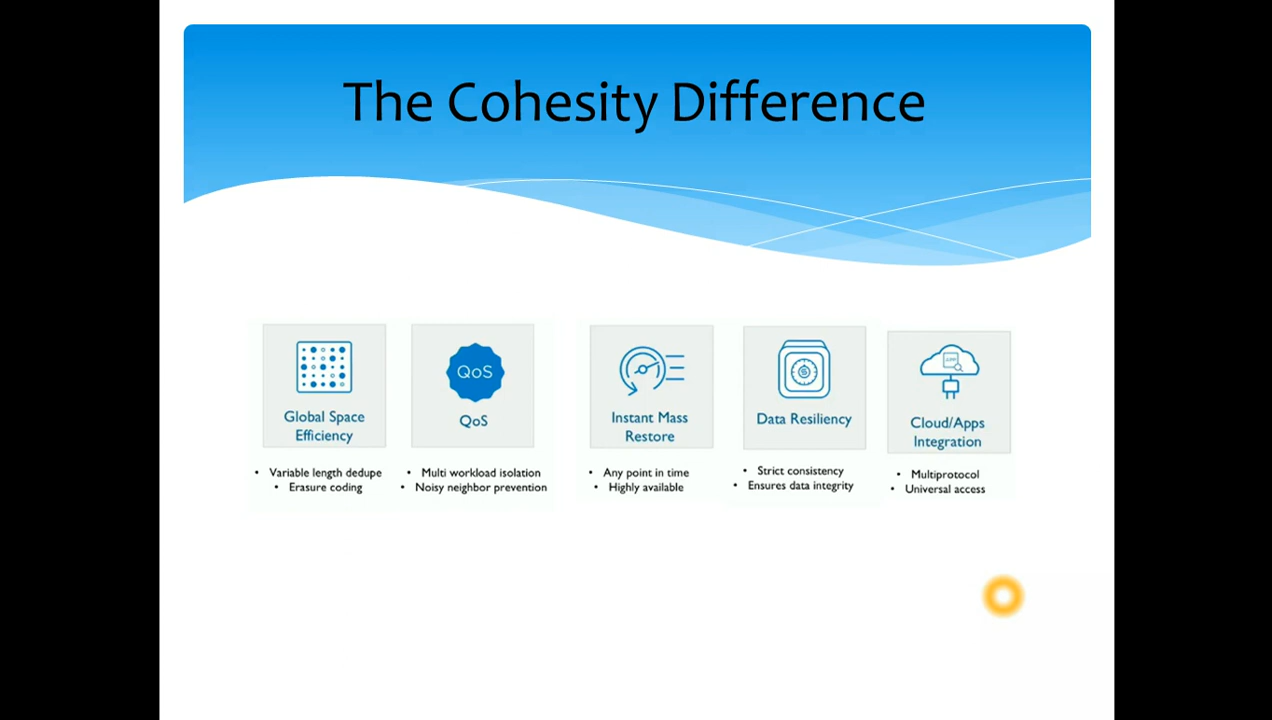 The Cohesity Difference
Global Space
Efficiency
• Variable length dedupe
• Erasure coding
QoS
QoS
• Multi workload isolation
• Noisy neighbor prevention
Instant Mass
Restore
• Any point in time
• Highly available
Data Resiliency
• Strict consistency
• Ensures data integrity
Cloud/Apps
Integration
• Multiprotocol
• Universal access